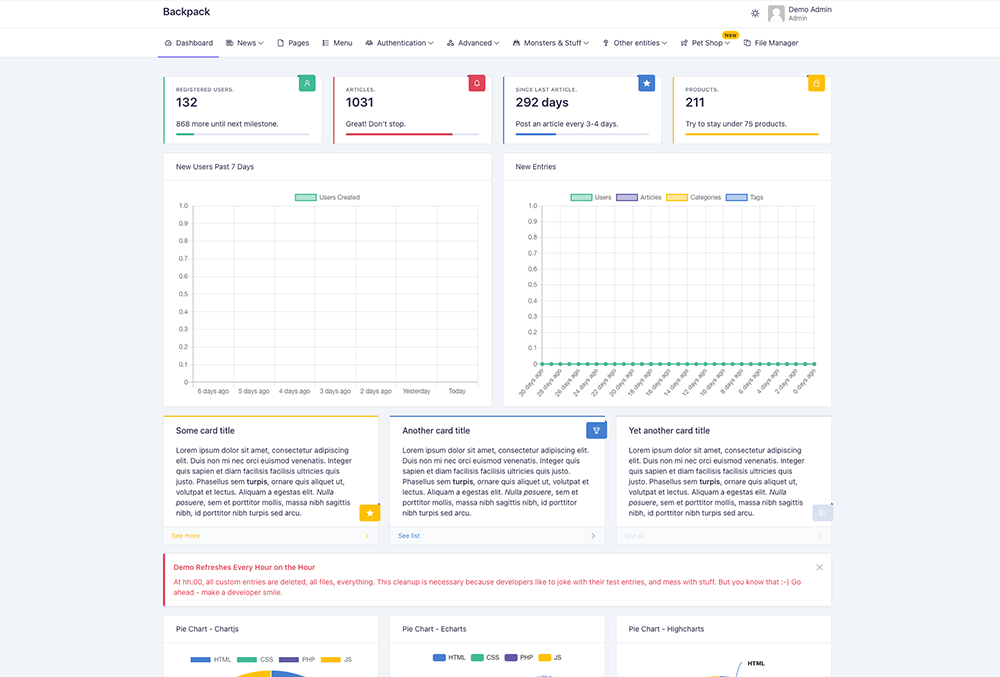 Backpack
Demo Admin
Admin
Dashboard News Pages Menu Authentication Advanced Monsters & Stuff Other entities Pet Shop New File Manager
REGISTERED USERS.
132
868 more until next milestone.
ARTICLES.
1031
Great! Don't stop.
SINCE LAST ARTICLE.
292 days
Post an article every 3-4 days.
PRODUCTS.
211
Try to stay under 75 products.
New Users Past 7 Days
Users Created
1.0
0.9
0.8
0.7
0.6
0.5
0.4
0.3
0.2
0.1
0
6 days ago 5 days ago 4 days ago 3 days ago 2 days ago Yesterday Today
New Entries
Users Articles Categories Tags
1.0
0.9
0.8
0.7
0.6
0.5
0.4
0.3
0.2
0.1
0
30 days ago 28 days ago 26 days ago 24 days ago 22 days ago 20 days ago 18 days ago 16 days ago 14 days ago 12 days ago 10 days ago 8 days ago 6 days ago 4 days ago 2 days ago 0 days ago
Some card title
Lorem ipsum dolor sit amet, consectetur adipiscing
elit. Duis non mi nec orci euismod venenatis. Integer
quis sapien et diam facilisis facilisis ultricies quis
justo. Phasellus sem turpis, ornare quis aliquet ut,
volutpat et lectus. Aliquam a egestas elit. Nulla
posuere, sem et porttitor mollis, massa nibh sagittis
nibh, id porttitor nibh turpis sed arcu.
See more
Another card title
Lorem ipsum dolor sit amet, consectetur adipiscing
elit. Duis non mi nec orci euismod venenatis. Integer
quis sapien et diam facilisis facilisis ultricies quis
justo. Phasellus sem turpis, ornare quis aliquet ut,
volutpat et lectus. Aliquam a egestas elit. Nulla
posuere, sem et porttitor mollis, massa nibh sagittis
nibh, id porttitor nibh turpis sed arcu.
See list
Yet another card title
Lorem ipsum dolor sit amet, consectetur adipiscing
elit. Duis non mi nec orci euismod venenatis. Integer
quis sapien et diam facilisis facilisis ultricies quis
justo. Phasellus sem turpis, ornare quis aliquet ut,
volutpat et lectus. Aliquam a egestas elit. Nulla
posuere, sem et porttitor mollis, massa nibh sagittis
nibh, id porttitor nibh turpis sed arcu.
See all
Demo Refreshes Every Hour on the Hour
At hh:00, all custom entries are deleted, all files, everything. This cleanup is necessary because developers like to joke with their test entries, and mess with stuff. But you know that :-) Go
ahead - make a developer smile.
Pie Chart - Chartjs
HTML CSS PHP JS
Pie Chart - Echarts
HTML CSS PHP JS
Pie Chart - Highcharts
HTML